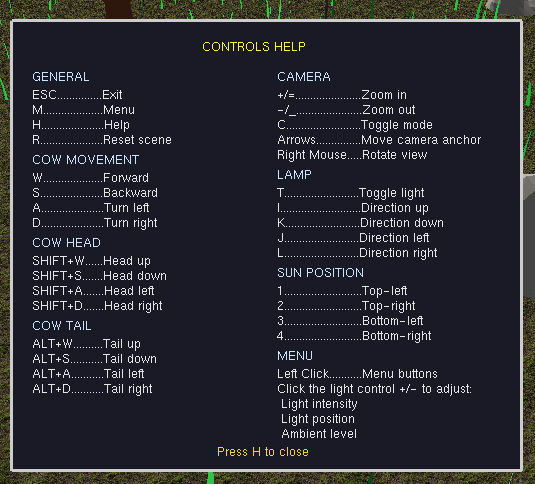 CONTROLS HELP
GENERAL
ESC...............Exit
M.....................Menu
H.....................Help
R.....................Reset scene
COW MOVEMENT
W....................Forward
S.....................Backward
A.....................Turn left
D.....................Turn right
COW HEAD
SHIFT+W......Head up
SHIFT+S.......Head down
SHIFT+A.......Head left
SHIFT+D.......Head right
COW TAIL
ALT+W..........Tail up
ALT+S...........Tail down
ALT+A...........Tail left
ALT+D...........Tail right
CAMERA
+/=......................Zoom in
-/_......................Zoom out
C.........................Toggle mode
Arrows...............Move camera anchor
Right Mouse.....Rotate view
LAMP
T.........................Toggle light
I..........................Direction up
K.........................Direction down
J.........................Direction left
L.........................Direction right
SUN POSITION
1..........................Top-left
2..........................Top-right
3..........................Bottom-left
4..........................Bottom-right
MENU
Left Click...........Menu buttons
Click the light control +/- to adjust:
Light intensity
Light position
Ambient level
Press H to close